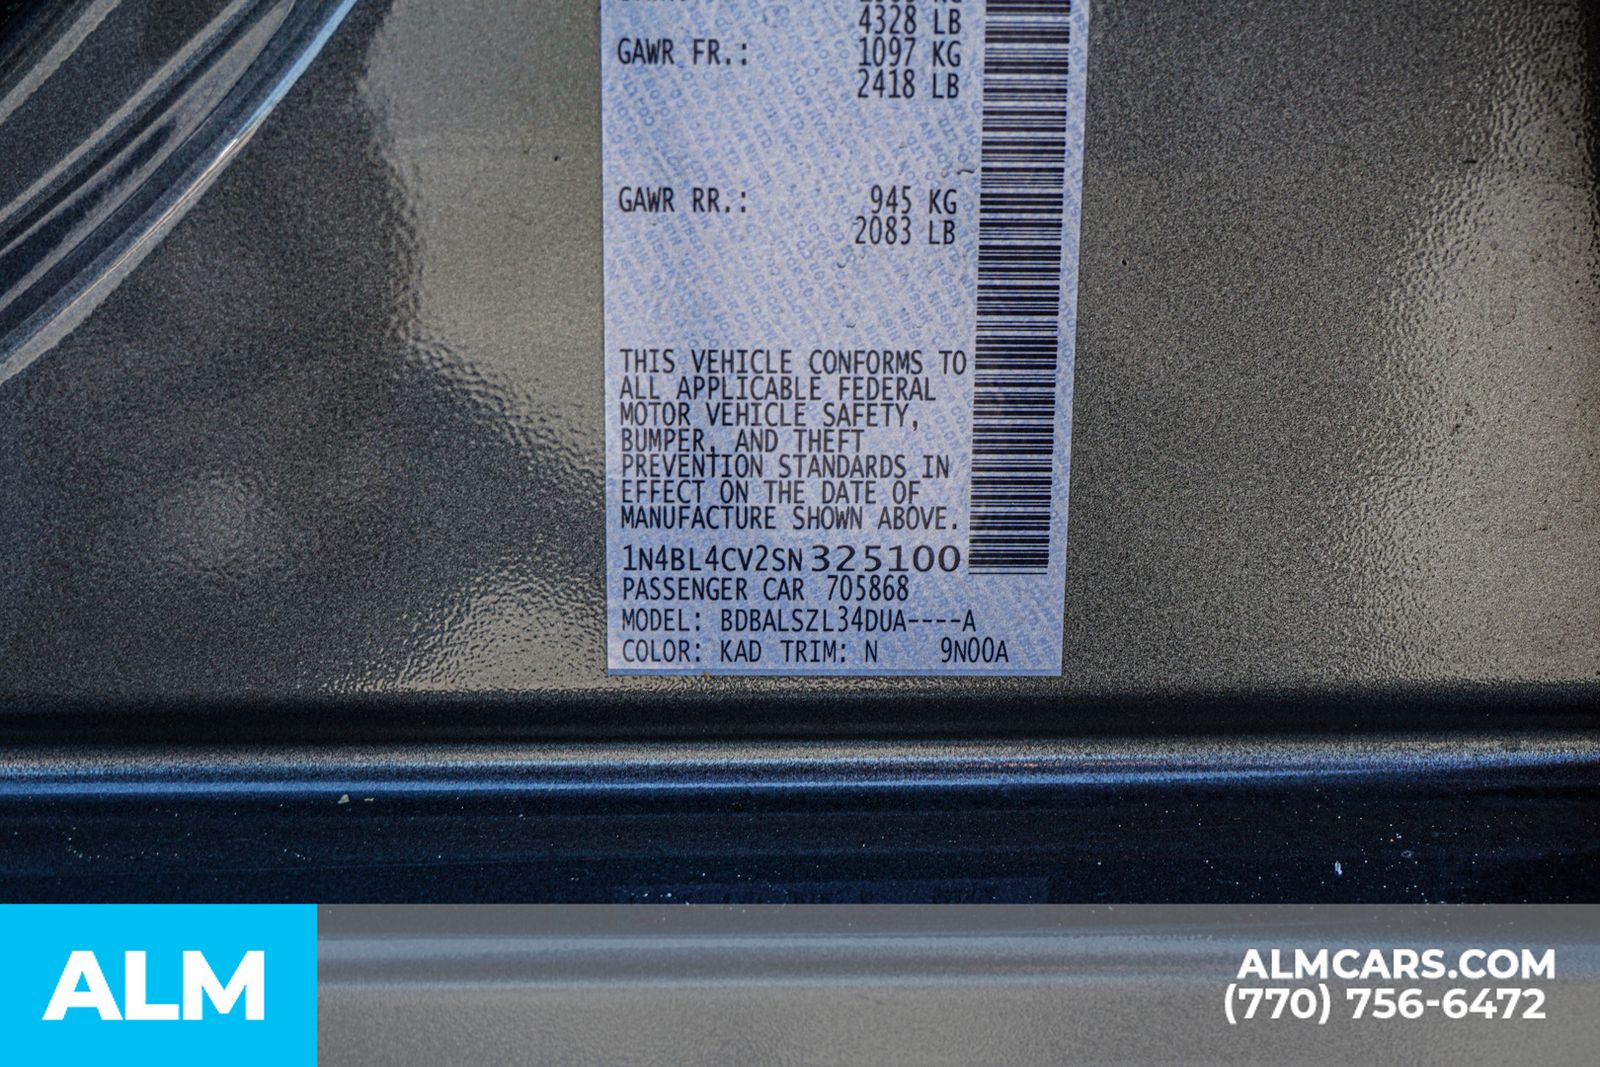 4328 LB
GAWR FR.: 1097 KG
2418 LB
GAWR RR.: 945 KG
2083 LB
THIS VEHICLE CONFORMS TO
ALL APPLICABLE FEDERAL
MOTOR VEHICLE SAFETY,
BUMPER, AND THEFT
PREVENTION STANDARDS IN
EFFECT ON THE DATE OF
MANUFACTURE SHOWN ABOVE.
1N4BL4CV2SN325100
PASSENGER CAR 705868
MODEL: BDBALSZL34DUA----A
COLOR: KAD TRIM: N 9N00A
ALM
ALMCARS.COM
(770) 756-6472